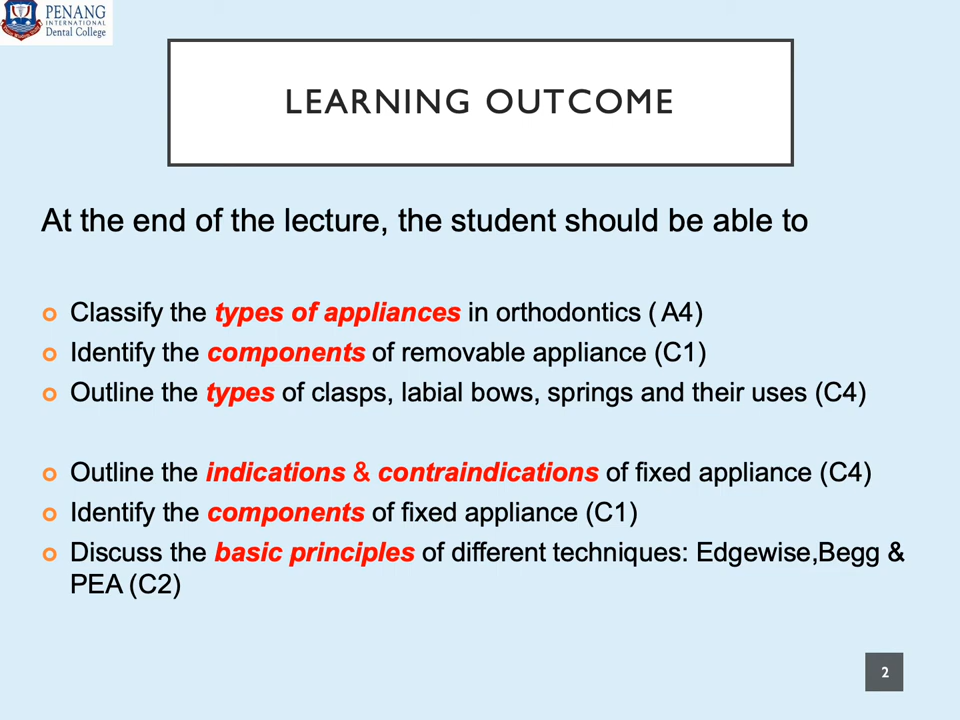 PENANG
INTERNATIONAL
Dental College
LEARNING OUTCOME
At the end of the lecture, the student should be able to
Classify the types of appliances in orthodontics ( A4)
Identify the components of removable appliance (C1)
Outline the types of clasps, labial bows, springs and their uses (C4)
Outline the indications & contraindications of fixed appliance (C4)
Identify the components of fixed appliance (C1)
Discuss the basic principles of different techniques: Edgewise,Begg &
PEA (C2)
2